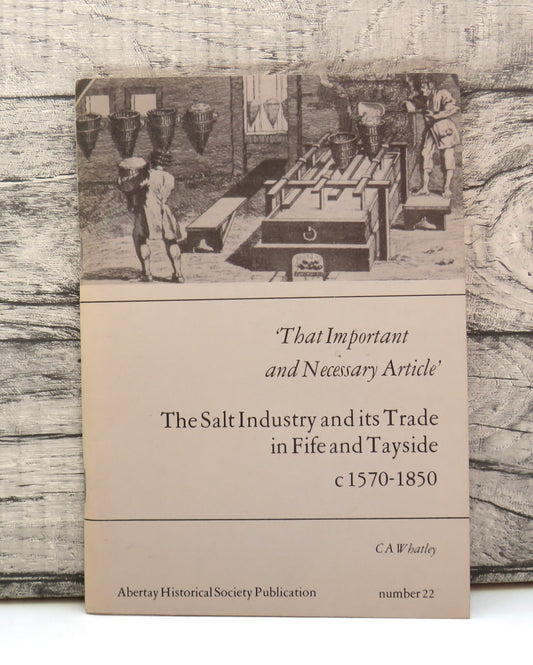 ‘That Important
and Necessary Article’
The Salt Industry and its Trade
in Fife and Tayside
c 1570-1850
C A Whatley
Abertay Historical Society Publication number 22